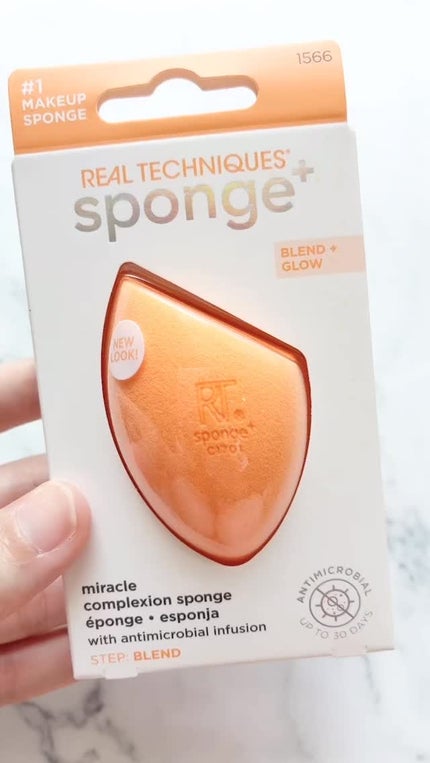 #1
MAKEUP
SPONGE
1566
REAL TECHNIQUES®
sponge+
BLEND +
GLOW
NEW
LOOK!
RT®
sponge+
miracle
complexion sponge
éponge • esponja
with antimicrobial infusion
STEP: BLEND
ANTIMICROBIAL
UP TO 30 DAYS